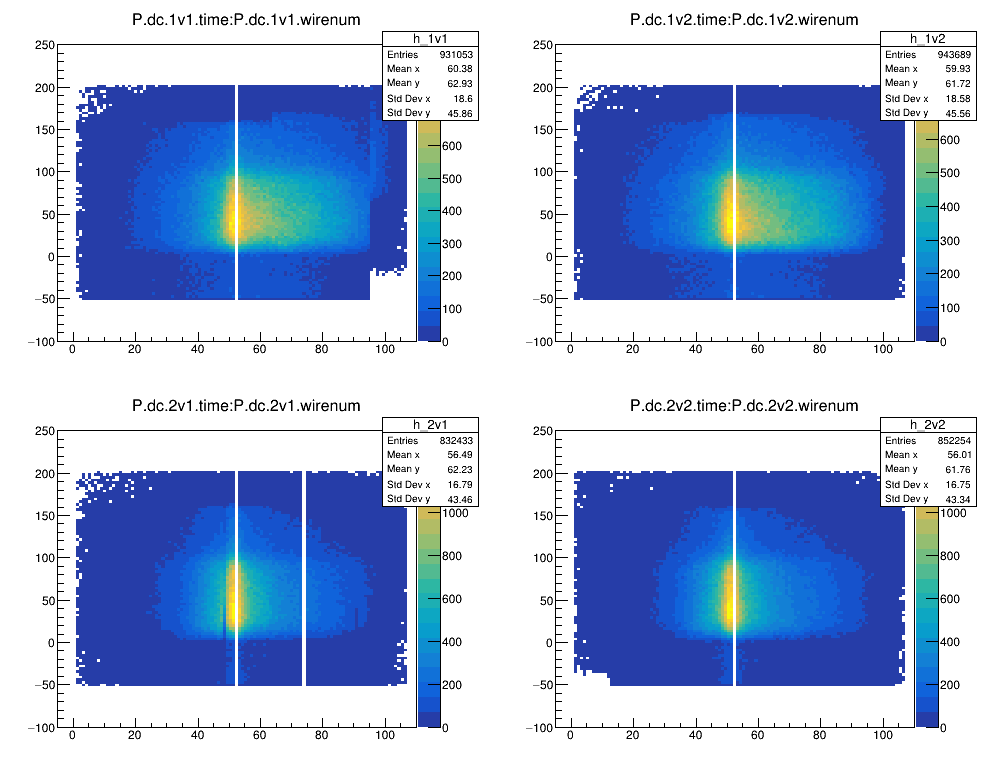 P.dc.1v1.time:P.dc.1v1.wirenum
h_1v1
Entries 931053
Mean x 60.38
Mean y 62.93
Std Dev x 18.6
Std Dev y 45.86
250
200
150
100
50
0
−50
−100
0 20 40 60 80 100
600
500
400
300
200
100
0
P.dc.1v2.time:P.dc.1v2.wirenum
h_1v2
Entries 943689
Mean x 59.93
Mean y 61.72
Std Dev x 18.58
Std Dev y 45.56
250
200
150
100
50
0
−50
−100
0 20 40 60 80 100
600
500
400
300
200
100
0
P.dc.2v1.time:P.dc.2v1.wirenum
h_2v1
Entries 832433
Mean x 56.49
Mean y 62.23
Std Dev x 16.79
Std Dev y 43.46
250
200
150
100
50
0
−50
−100
0 20 40 60 80 100
1000
800
600
400
200
0
P.dc.2v2.time:P.dc.2v2.wirenum
h_2v2
Entries 852254
Mean x 56.01
Mean y 61.76
Std Dev x 16.75
Std Dev y 43.34
250
200
150
100
50
0
−50
−100
0 20 40 60 80 100
1000
800
600
400
200
0